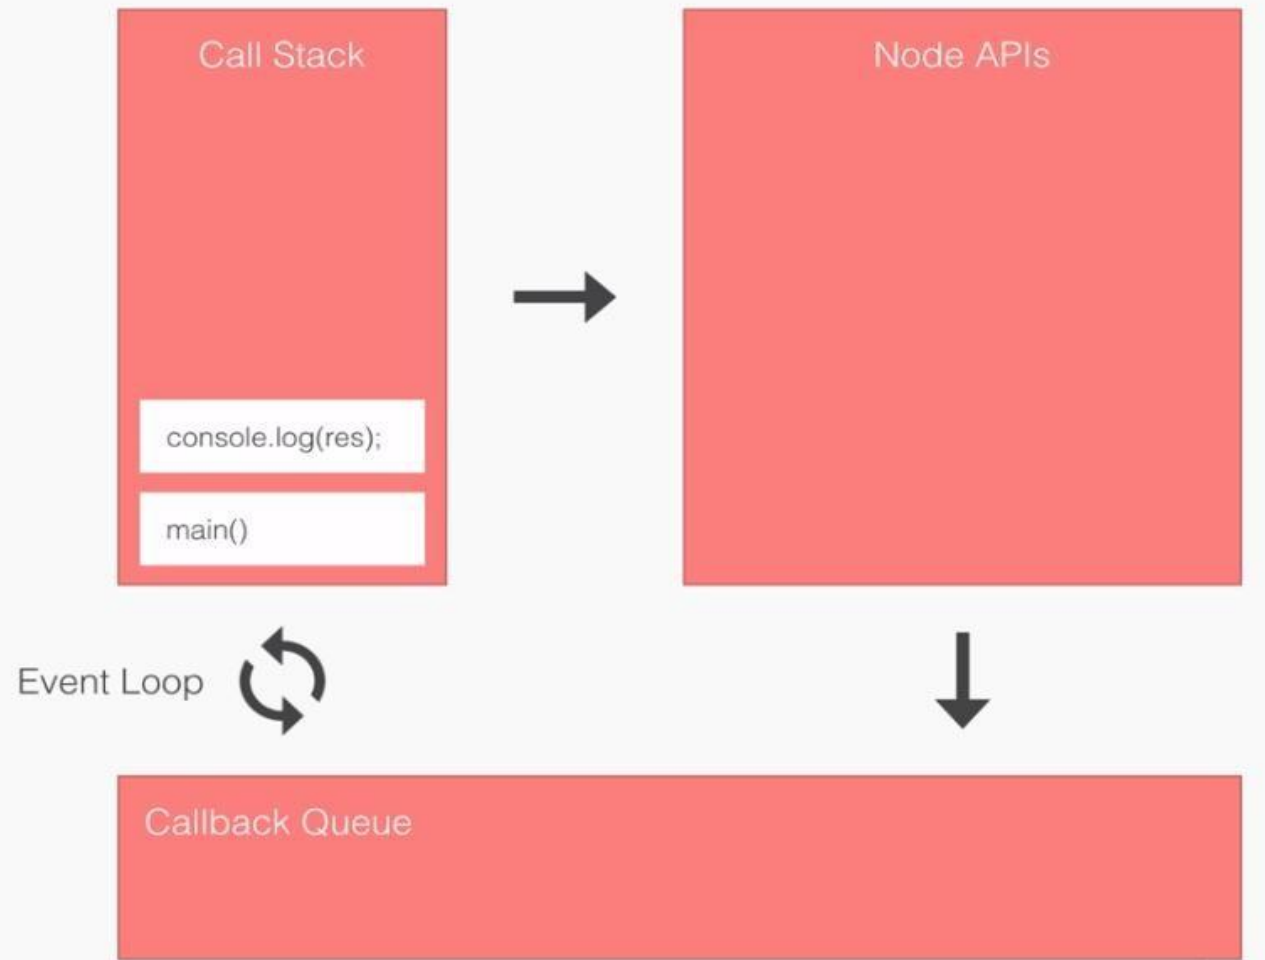 Call Stack
Node APIs
console.log(res);
main()
Event Loop
Callback Queue